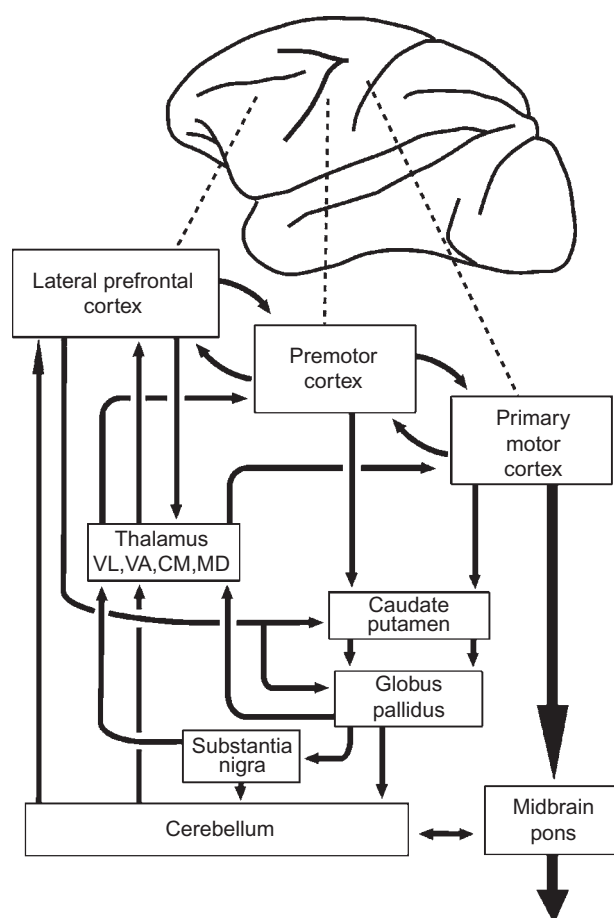 Lateral prefrontal
cortex
Premotor
cortex
Primary
motor
cortex
Thalamus
VL,VA,CM,MD
Caudate
putamen
Globus
pallidus
Substantia
nigra
Cerebellum
Midbrain
pons